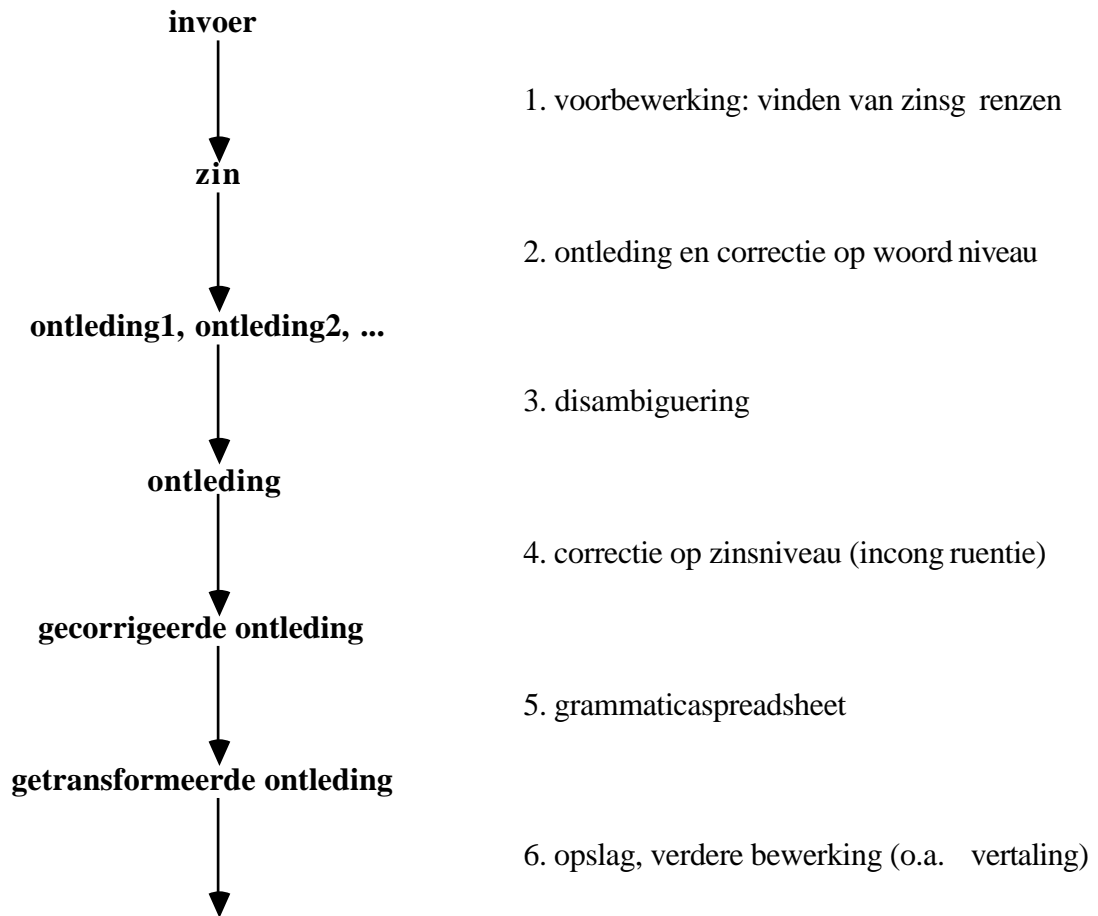 invoer
1. voorbewerking: vinden van zinsg renzen
zin
2. ontleding en correctie op woord niveau
ontleding1, ontleding2, ...
3. disambiguering
ontleding
4. correctie op zinsniveau (incong ruentie)
gecorrigeerde ontleding
5. grammaticaspreadsheet
getransformeerde ontleding
6. opslag, verdere bewerking (o.a. vertaling)